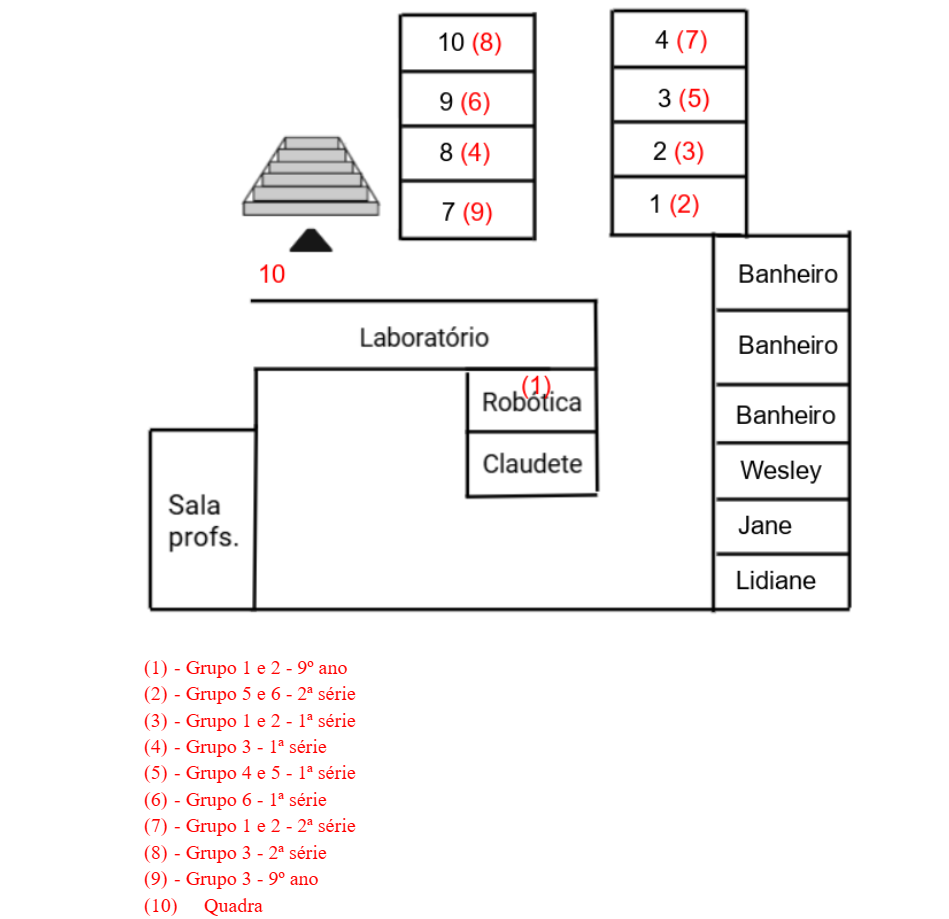 10 (8)
9 (6)
8 (4)
7 (9)
4 (7)
3 (5)
2 (3)
1 (2)
10
Laboratório
(1)
Robótica
Claudete
Sala
profs.
Banheiro
Banheiro
Banheiro
Wesley
Jane
Lidiane
(1) - Grupo 1 e 2 - 9º ano
(2) - Grupo 5 e 6 - 2ª série
(3) - Grupo 1 e 2 - 1ª série
(4) - Grupo 3 - 1ª série
(5) - Grupo 4 e 5 - 1ª série
(6) - Grupo 6 - 1ª série
(7) - Grupo 1 e 2 - 2ª série
(8) - Grupo 3 - 2ª série
(9) - Grupo 3 - 9º ano
(10) Quadra